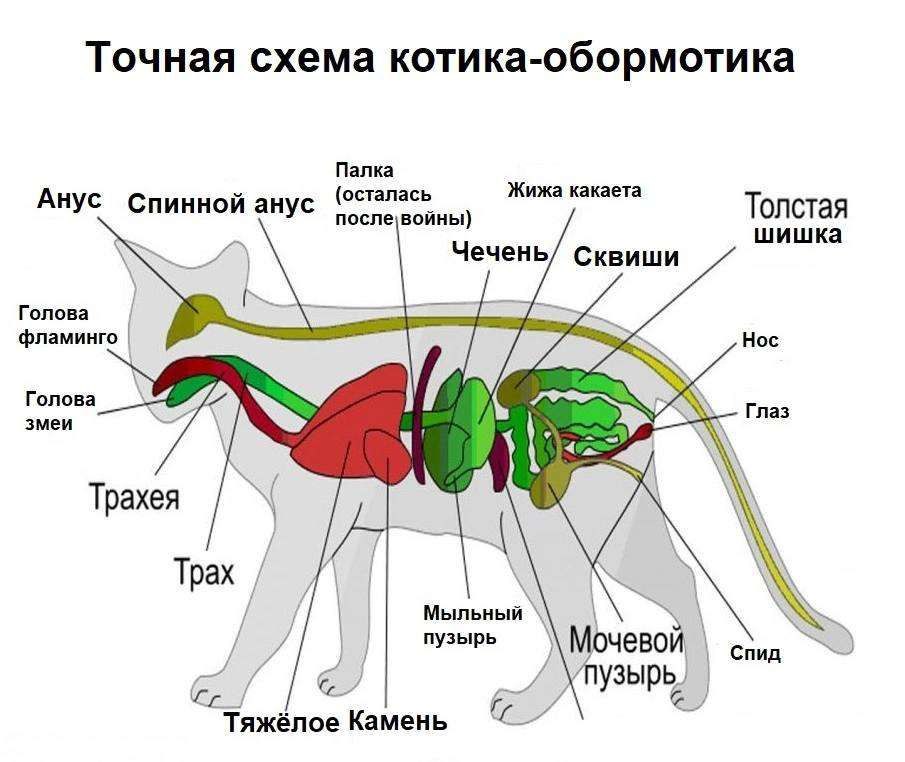 Точная схема котика-обормотика
Палка
(осталась
после войны)
Анус
Спинной анус
Жижа какаета
Толстая
шишка
Чечень
Сквиши
Голова
фламинго
Нос
Голова
змеи
Глаз
Трахея
Трах
Мыльный
пузырь
Мочевой
пузырь
Спид
Тяжёлое
Камень